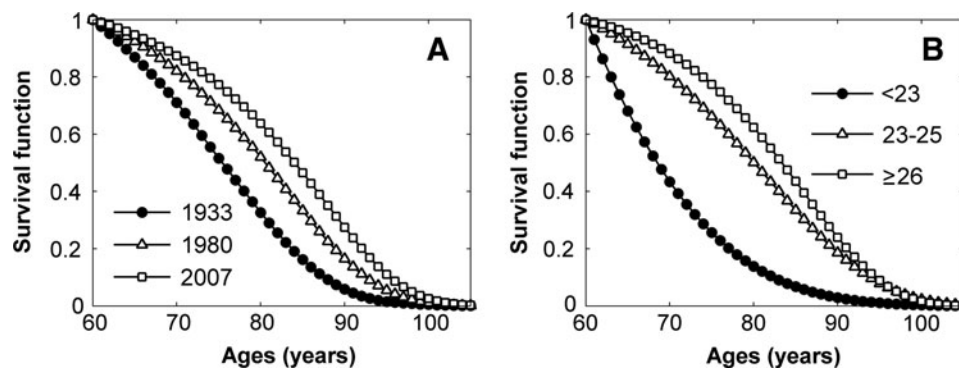 A
Survival function
1
0.8
0.6
0.4
0.2
0
1933
1980
2007
60 70 80 90 100
Ages (years)
B
Survival function
1
0.8
0.6
0.4
0.2
0
<23
23-25
≥26
60 70 80 90 100
Ages (years)